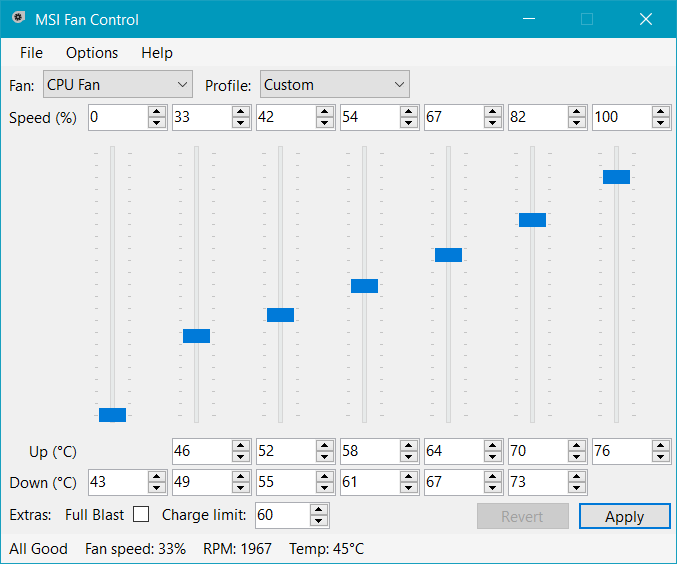 MSI Fan Control
File Options Help
Fan: CPU Fan Profile: Custom
Speed (%) 0 33 42 54 67 82 100
Up (°C) 46 52 58 64 70 76
Down (°C) 43 49 55 61 67 73
Extras: Full Blast Charge limit: 60 Revert Apply
All Good Fan speed: 33% RPM: 1967 Temp: 45°C